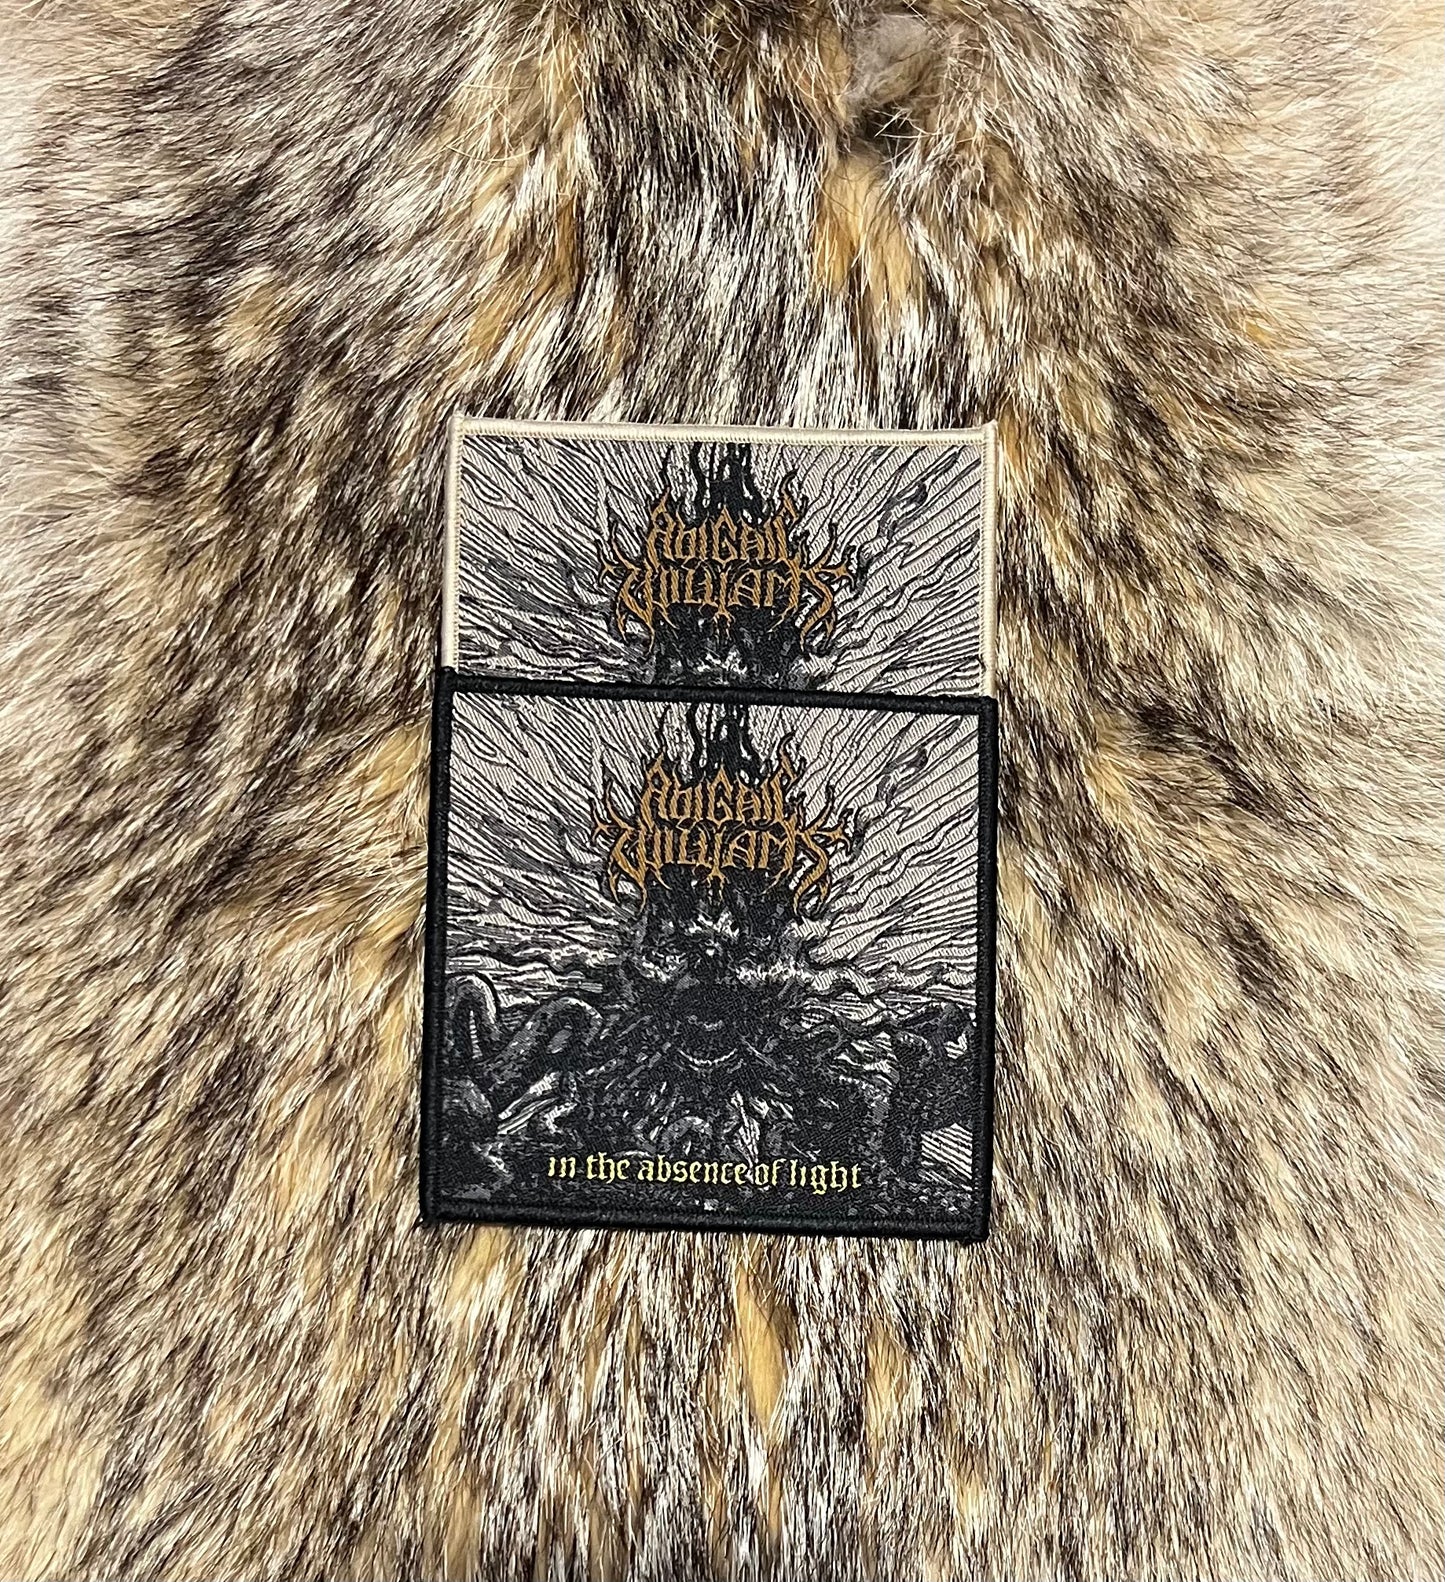 Abigail
Williams
Abigail
Williams
in the absence of light